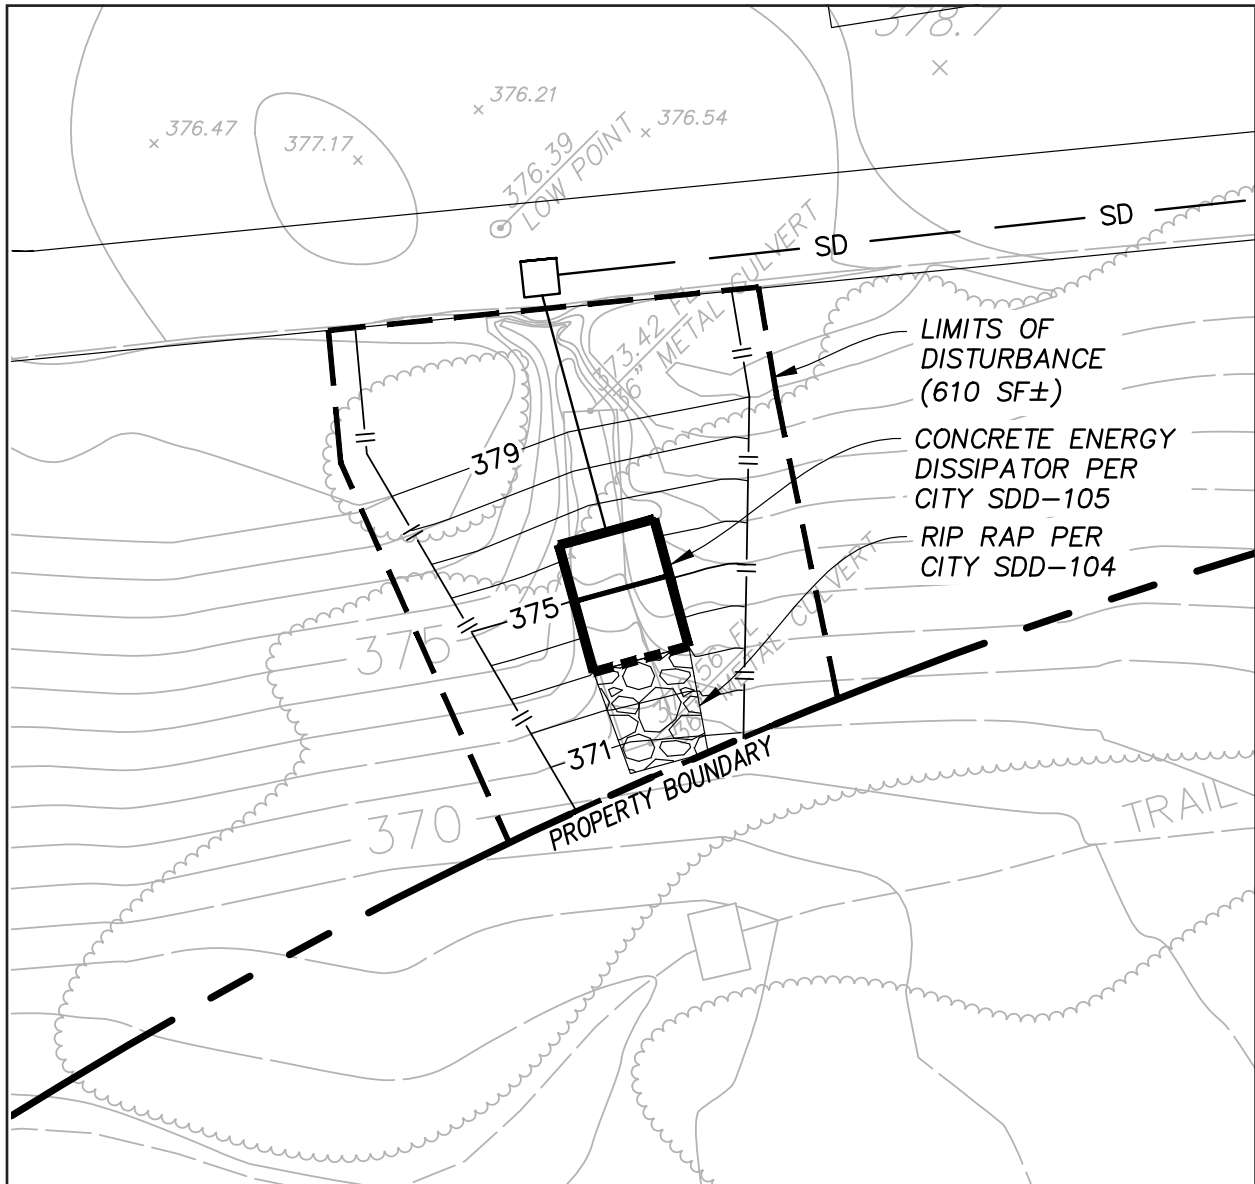 378.7
376.47
377.17
376.21
376.54
376.39
LOW POINT
SD
SD
373.42 FL
36" METAL CULVERT
LIMITS OF
DISTURBANCE
(610 SF±)
CONCRETE ENERGY
DISSIPATOR PER
CITY SDD-105
RIP RAP PER
CITY SDD-104
379
375
375
371
370
FL
METAL CULVERT
PROPERTY BOUNDARY
TRAIL